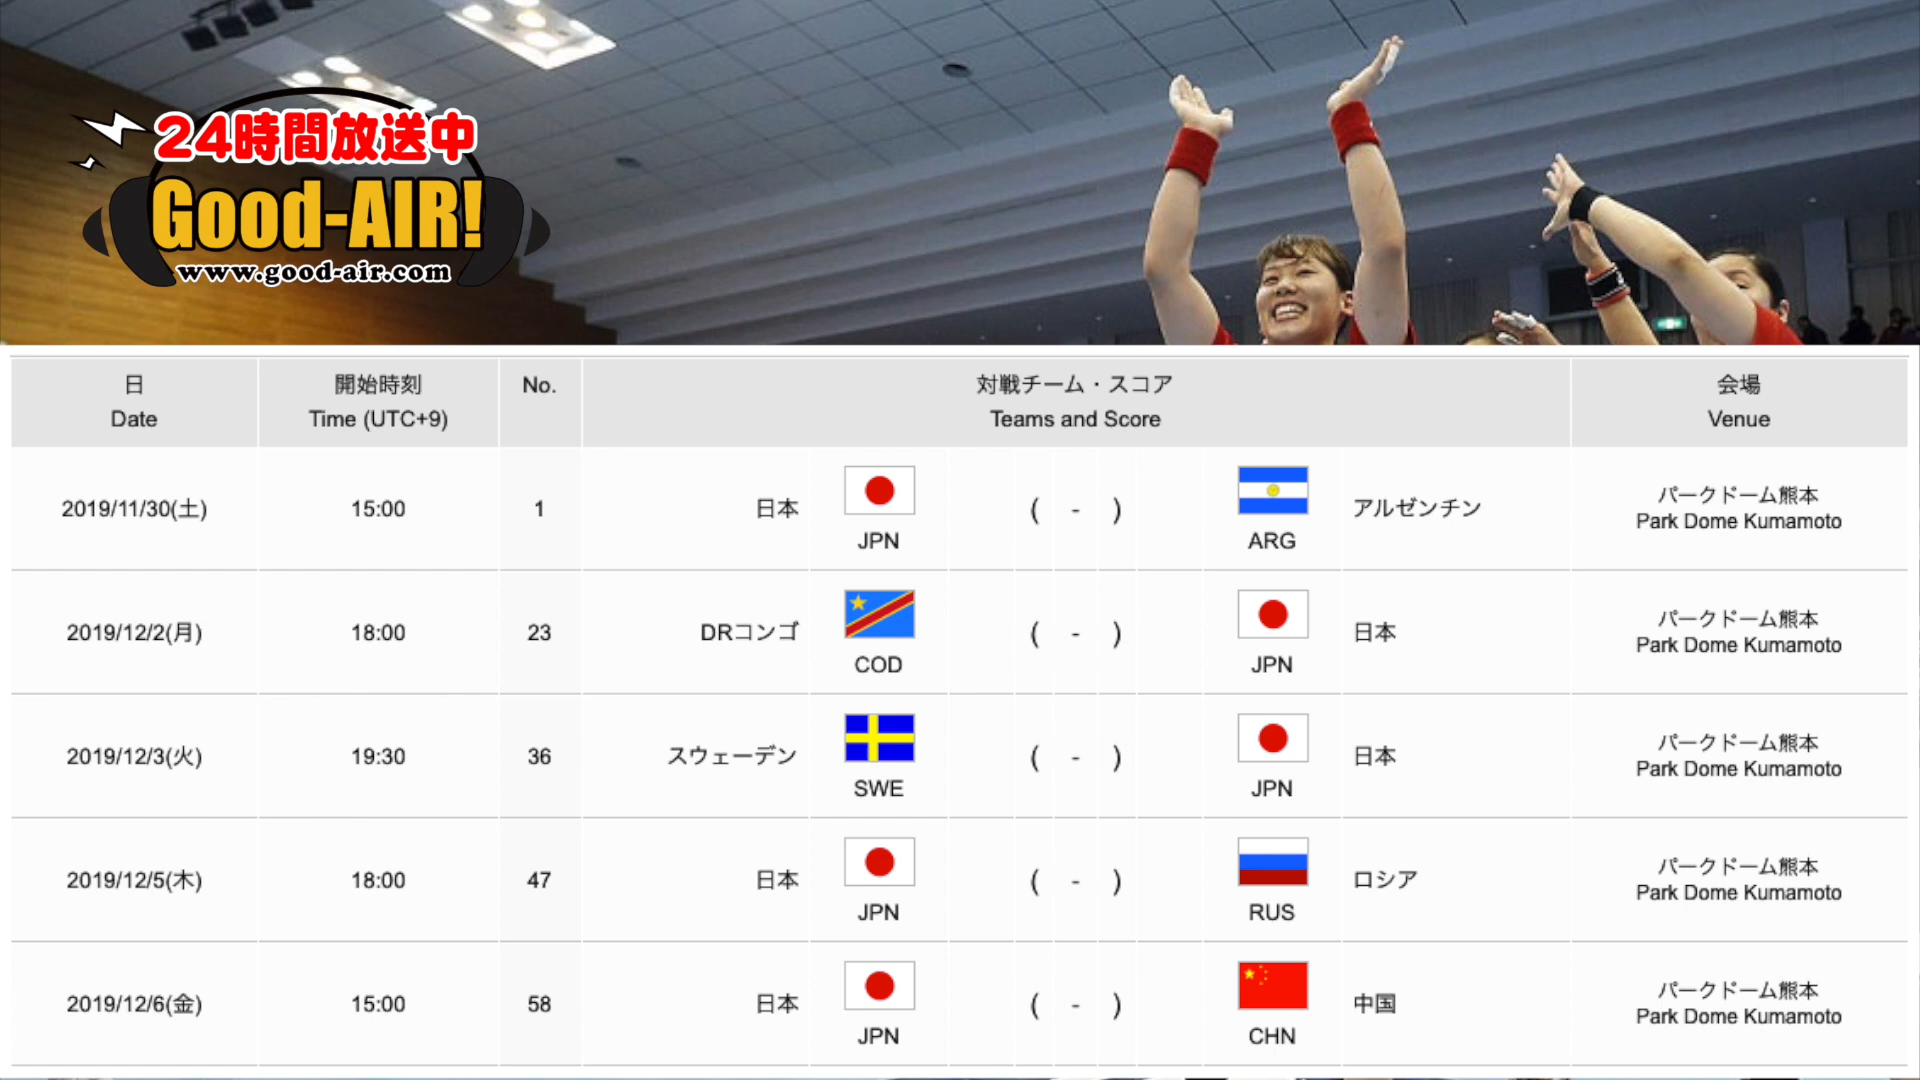 24時間放送中
Good-AIR!
www.good-air.com
日 開始時刻 No. 対戦チーム・スコア 会場
Date Time (UTC+9) Teams and Score Venue
2019/11/30(土) 15:00 1 日本 JPN ( - ) ARG アルゼンチン パークドーム熊本
Park Dome Kumamoto
2019/12/2(月) 18:00 23 DRコンゴ COD ( - ) JPN 日本 パークドーム熊本
Park Dome Kumamoto
2019/12/3(火) 19:30 36 スウェーデン SWE ( - ) JPN 日本 パークドーム熊本
Park Dome Kumamoto
2019/12/5(木) 18:00 47 日本 JPN ( - ) RUS ロシア パークドーム熊本
Park Dome Kumamoto
2019/12/6(金) 15:00 58 日本 JPN ( - ) CHN 中国 パークドーム熊本
Park Dome Kumamoto